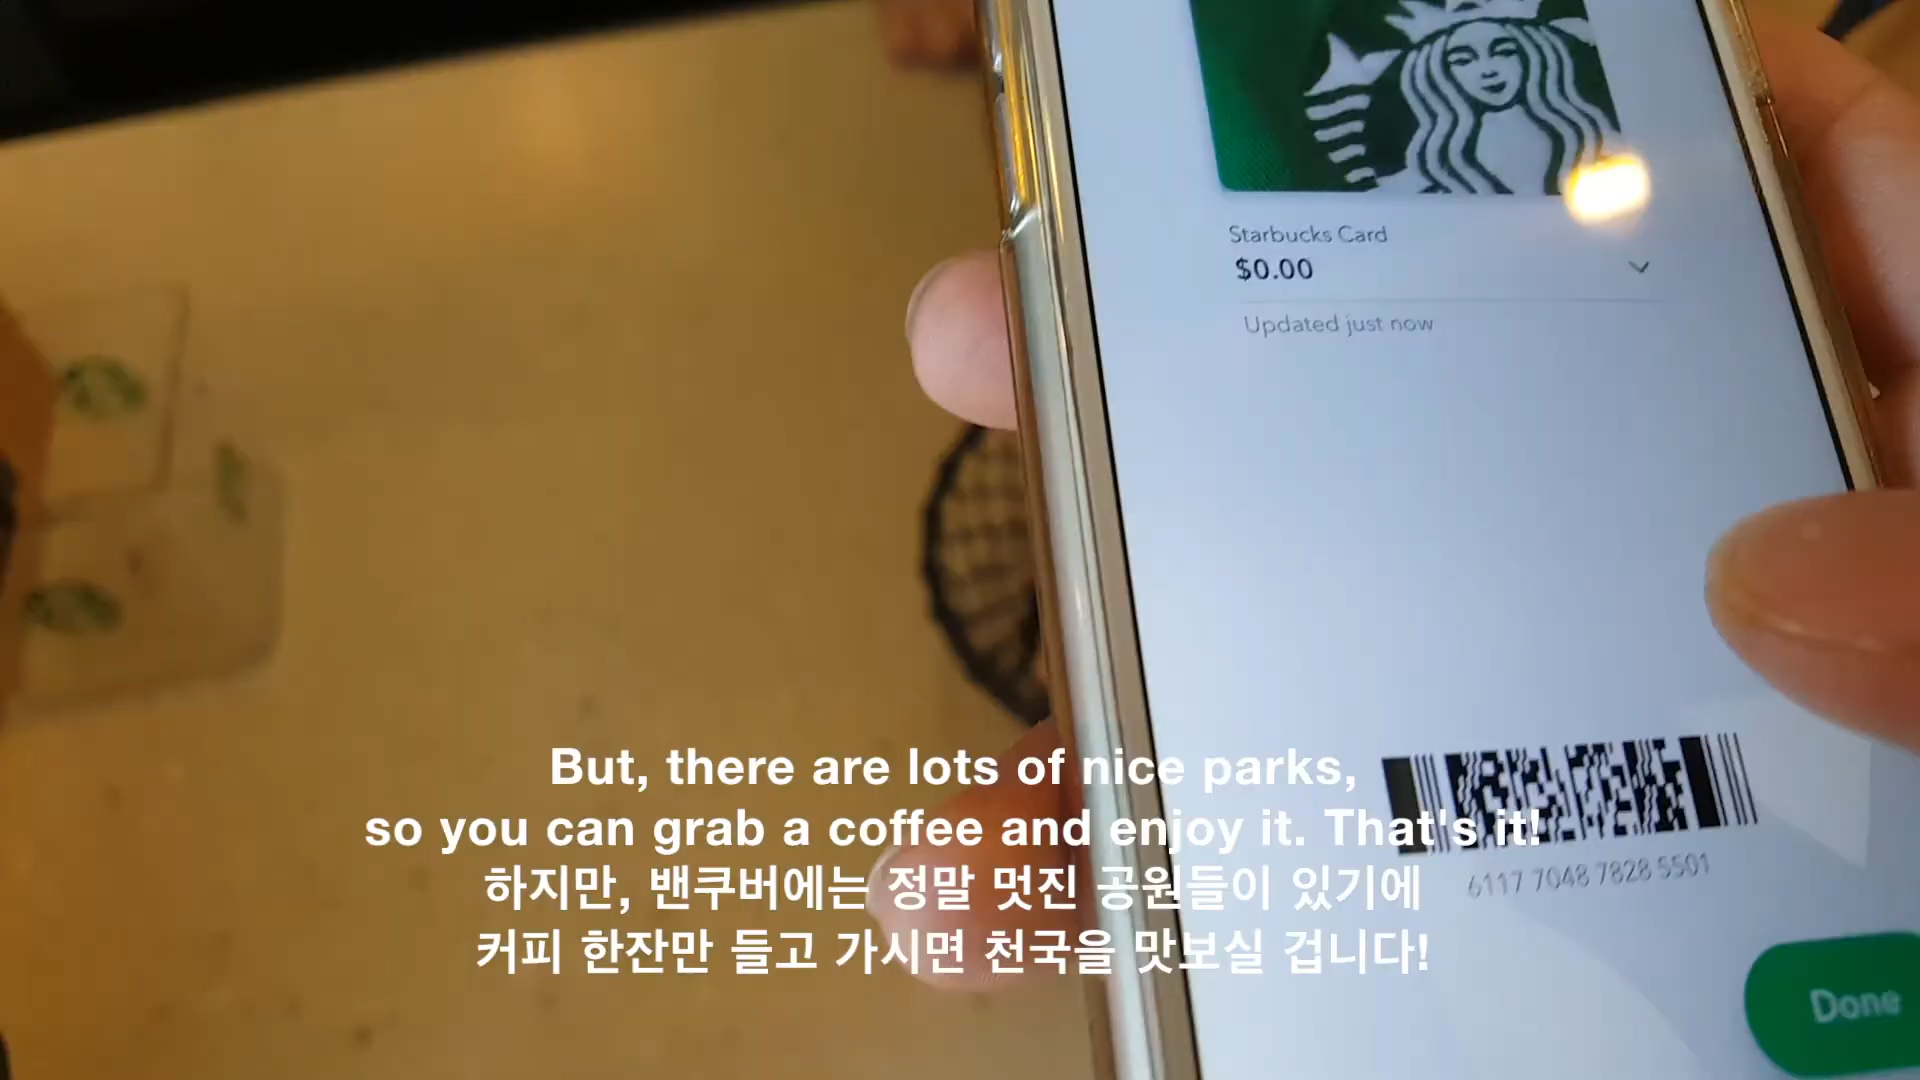 Starbucks Card
$0.00
Updated just now
But, there are lots of nice parks,
so you can grab a coffee and enjoy it. That's it!
하지만, 밴쿠버에는 정말 멋진 공원들이 있기에
6117 7048 7828 5501
커피 한잔만 들고 가시면 천국을 맛보실 겁니다!
Done